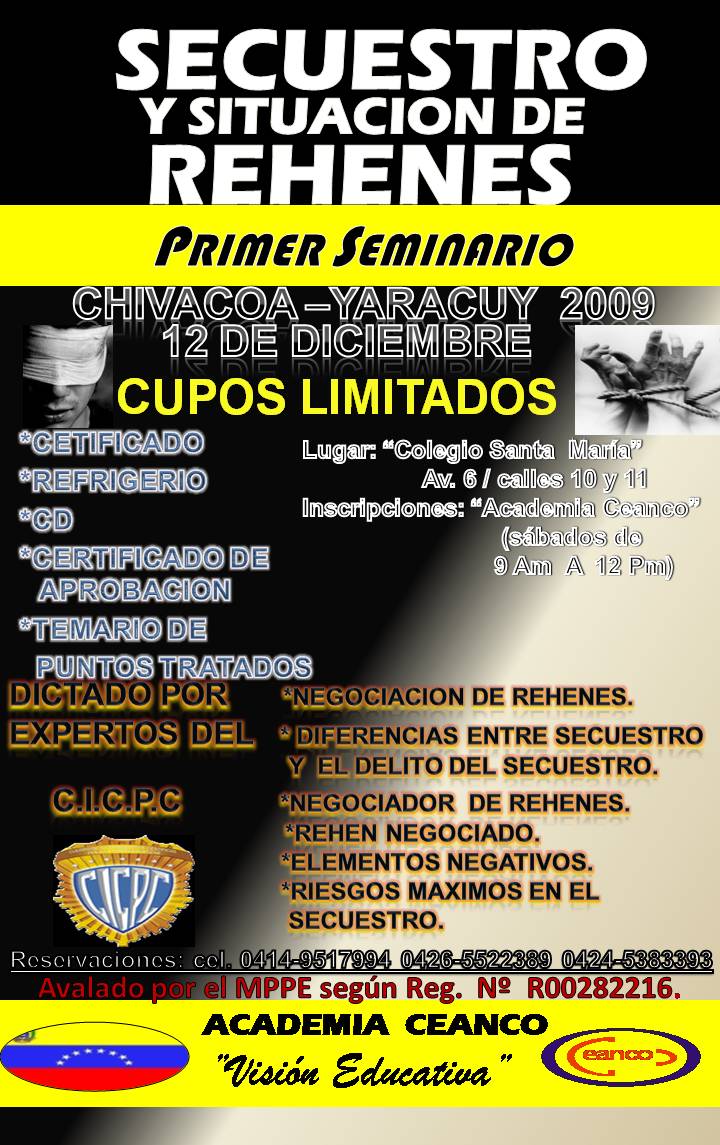 SECUESTRO
Y SITUACION DE
REHENES
PRIMER SEMINARIO
CHIVACOA –YARACUY 2009
12 DE DICIEMBRE
CUPOS LIMITADOS
*CETIFICADO
*REFRIGERIO
*CD
*CERTIFICADO DE
APROBACION
*TEMARIO DE
PUNTOS TRATADOS
Lugar: “Colegio Santa María”
Av. 6 / calles 10 y 11
Inscripciones: “Academia Ceanco”
(sábados de
9 Am A 12 Pm)
DICTADO POR
EXPERTOS DEL
C.I.C.P.C
CICPC
*NEGOCIACION DE REHENES.
* DIFERENCIAS ENTRE SECUESTRO
Y EL DELITO DEL SECUESTRO.
*NEGOCIADOR DE REHENES.
*REHEN NEGOCIADO.
*ELEMENTOS NEGATIVOS.
*RIESGOS MAXIMOS EN EL
SECUESTRO.
Reservaciones: cel. 0414-9517994 0426-5522389 0424-5383393
Avalado por el MPPE según Reg. Nº R00282216.
ACADEMIA CEANCO
"Visión Educativa"
Ceanco